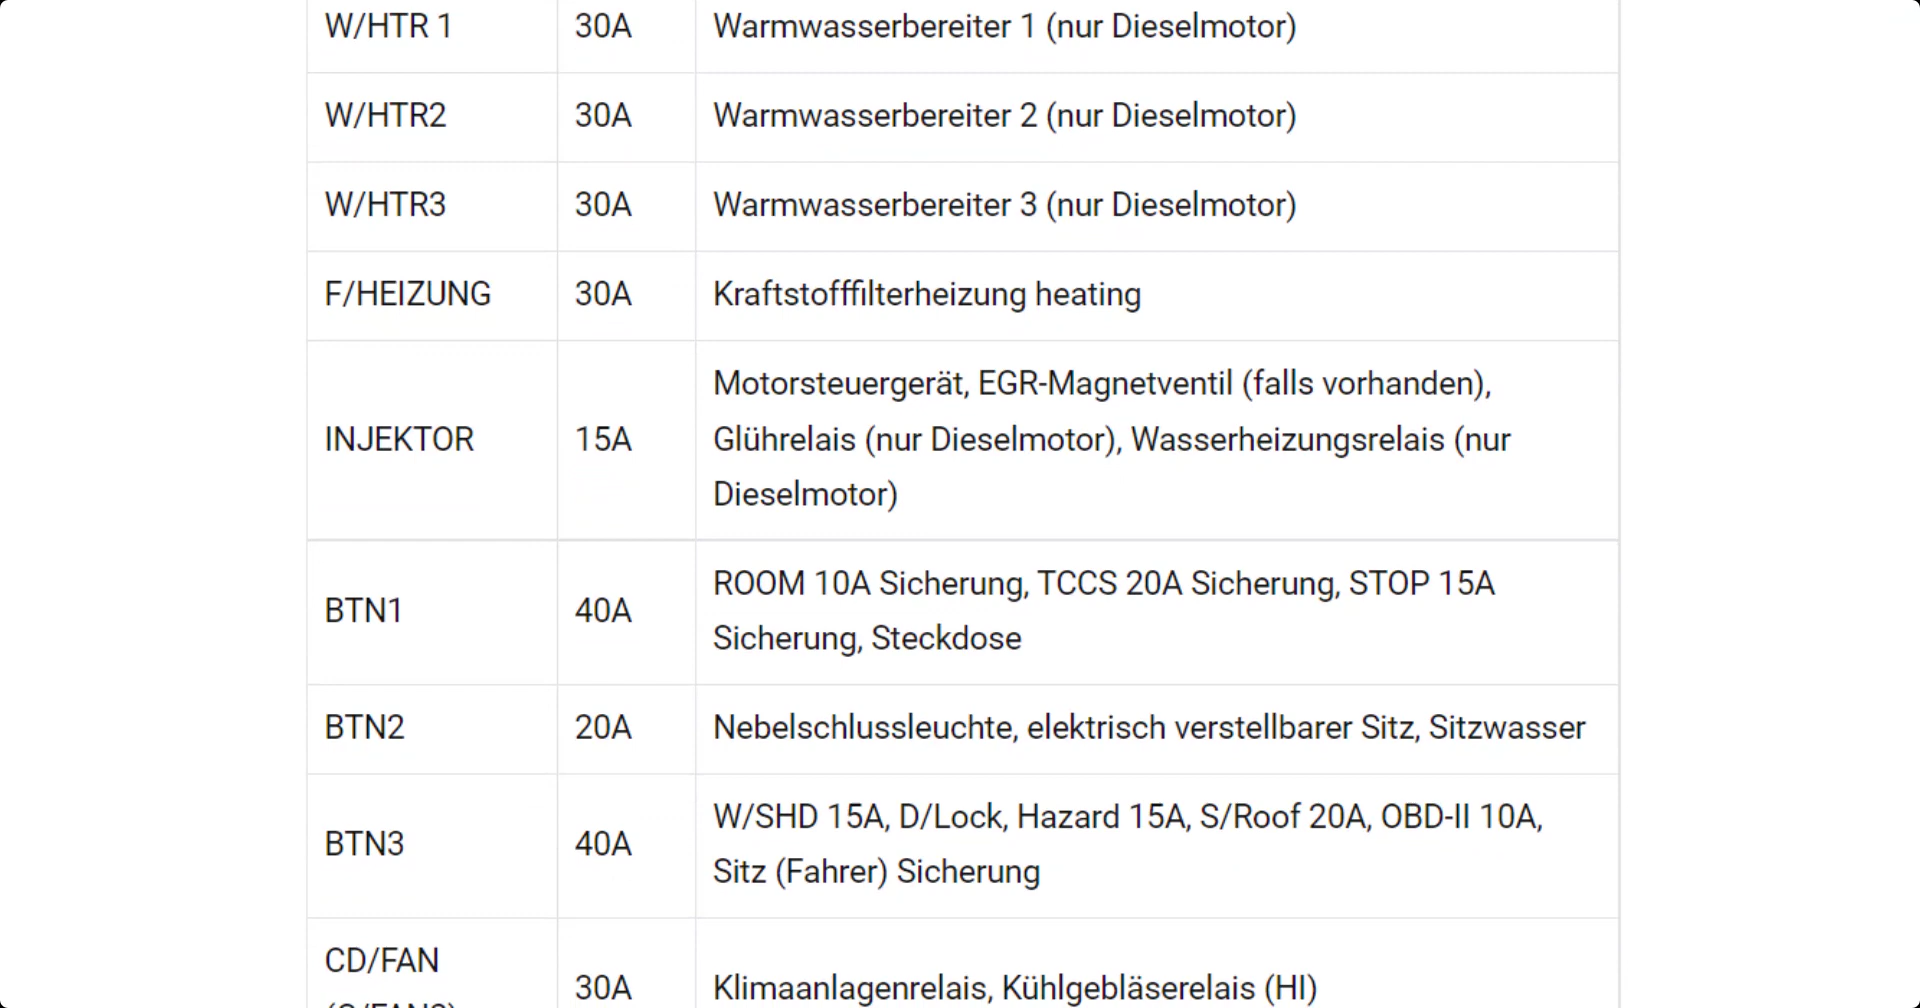 W/HTR 1 30A Warmwasserbereiter 1 (nur Dieselmotor)
W/HTR2 30A Warmwasserbereiter 2 (nur Dieselmotor)
W/HTR3 30A Warmwasserbereiter 3 (nur Dieselmotor)
F/HEIZUNG 30A Kraftstofffilterheizung heating
INJEKTOR 15A Motorsteuergerät, EGR-Magnetventil (falls vorhanden),
Glührelais (nur Dieselmotor), Wasserheizungsrelais (nur
Dieselmotor)
BTN1 40A ROOM 10A Sicherung, TCCS 20A Sicherung, STOP 15A
Sicherung, Steckdose
BTN2 20A Nebelschlussleuchte, elektrisch verstellbarer Sitz, Sitzwasser
BTN3 40A W/SHD 15A, D/Lock, Hazard 15A, S/Roof 20A, OBD-II 10A,
Sitz (Fahrer) Sicherung
CD/FAN
30A Klimaanlagenrelais, Kühlgebläserelais (HI)